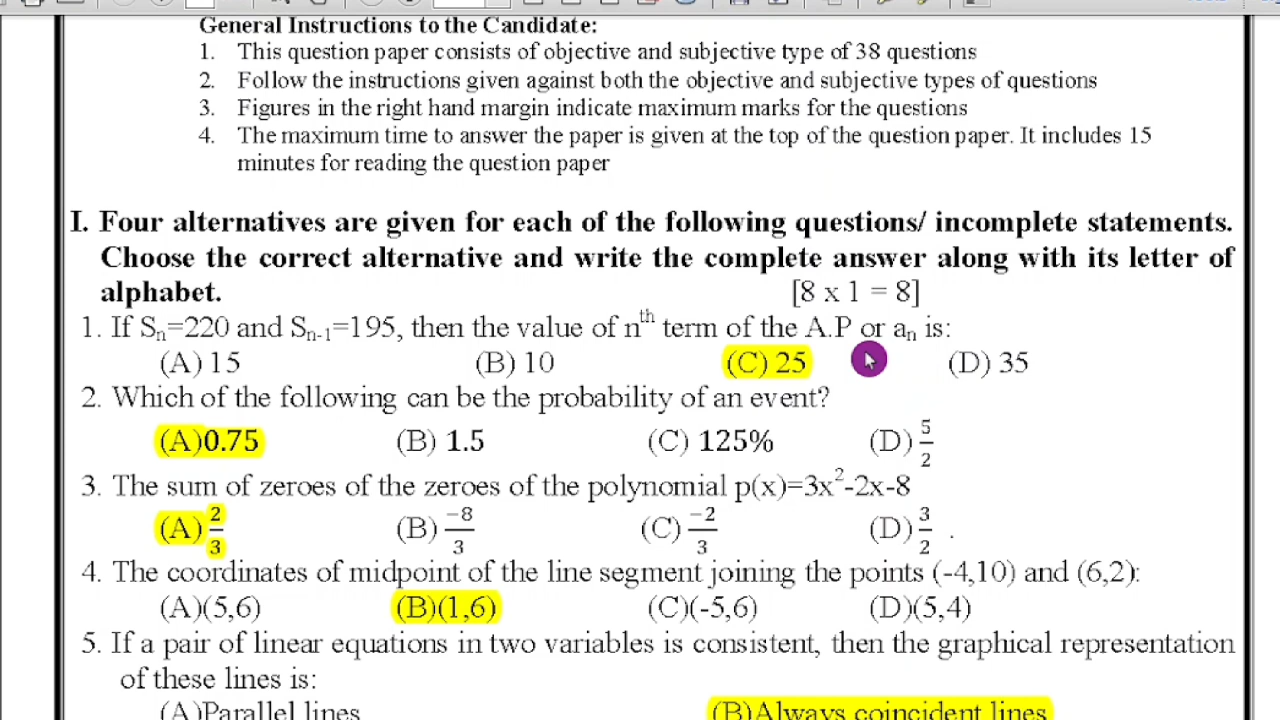 General Instructions to the Candidate:
1. This question paper consists of objective and subjective type of 38 questions
2. Follow the instructions given against both the objective and subjective types of questions
3. Figures in the right hand margin indicate maximum marks for the questions
4. The maximum time to answer the paper is given at the top of the question paper. It includes 15
minutes for reading the question paper
I. Four alternatives are given for each of the following questions/ incomplete statements.
Choose the correct alternative and write the complete answer along with its letter of
alphabet. [8 x 1 = 8]
1. If Sₙ=220 and Sₙ₋₁=195, then the value of nᵗʰ term of the A.P or aₙ is:
(A) 15 (B) 10 (C) 25 (D) 35
2. Which of the following can be the probability of an event?
(A)0.75 (B) 1.5 (C) 125% (D) 5/2
3. The sum of zeroes of the zeroes of the polynomial p(x)=3x²-2x-8
(A) 2/3 (B) −8/3 (C) −2/3 (D) 3/2 .
4. The coordinates of midpoint of the line segment joining the points (-4,10) and (6,2):
(A)(5,6) (B)(1,6) (C)(-5,6) (D)(5,4)
5. If a pair of linear equations in two variables is consistent, then the graphical representation
of these lines is:
(A)Parallel lines (B)Always coincident lines